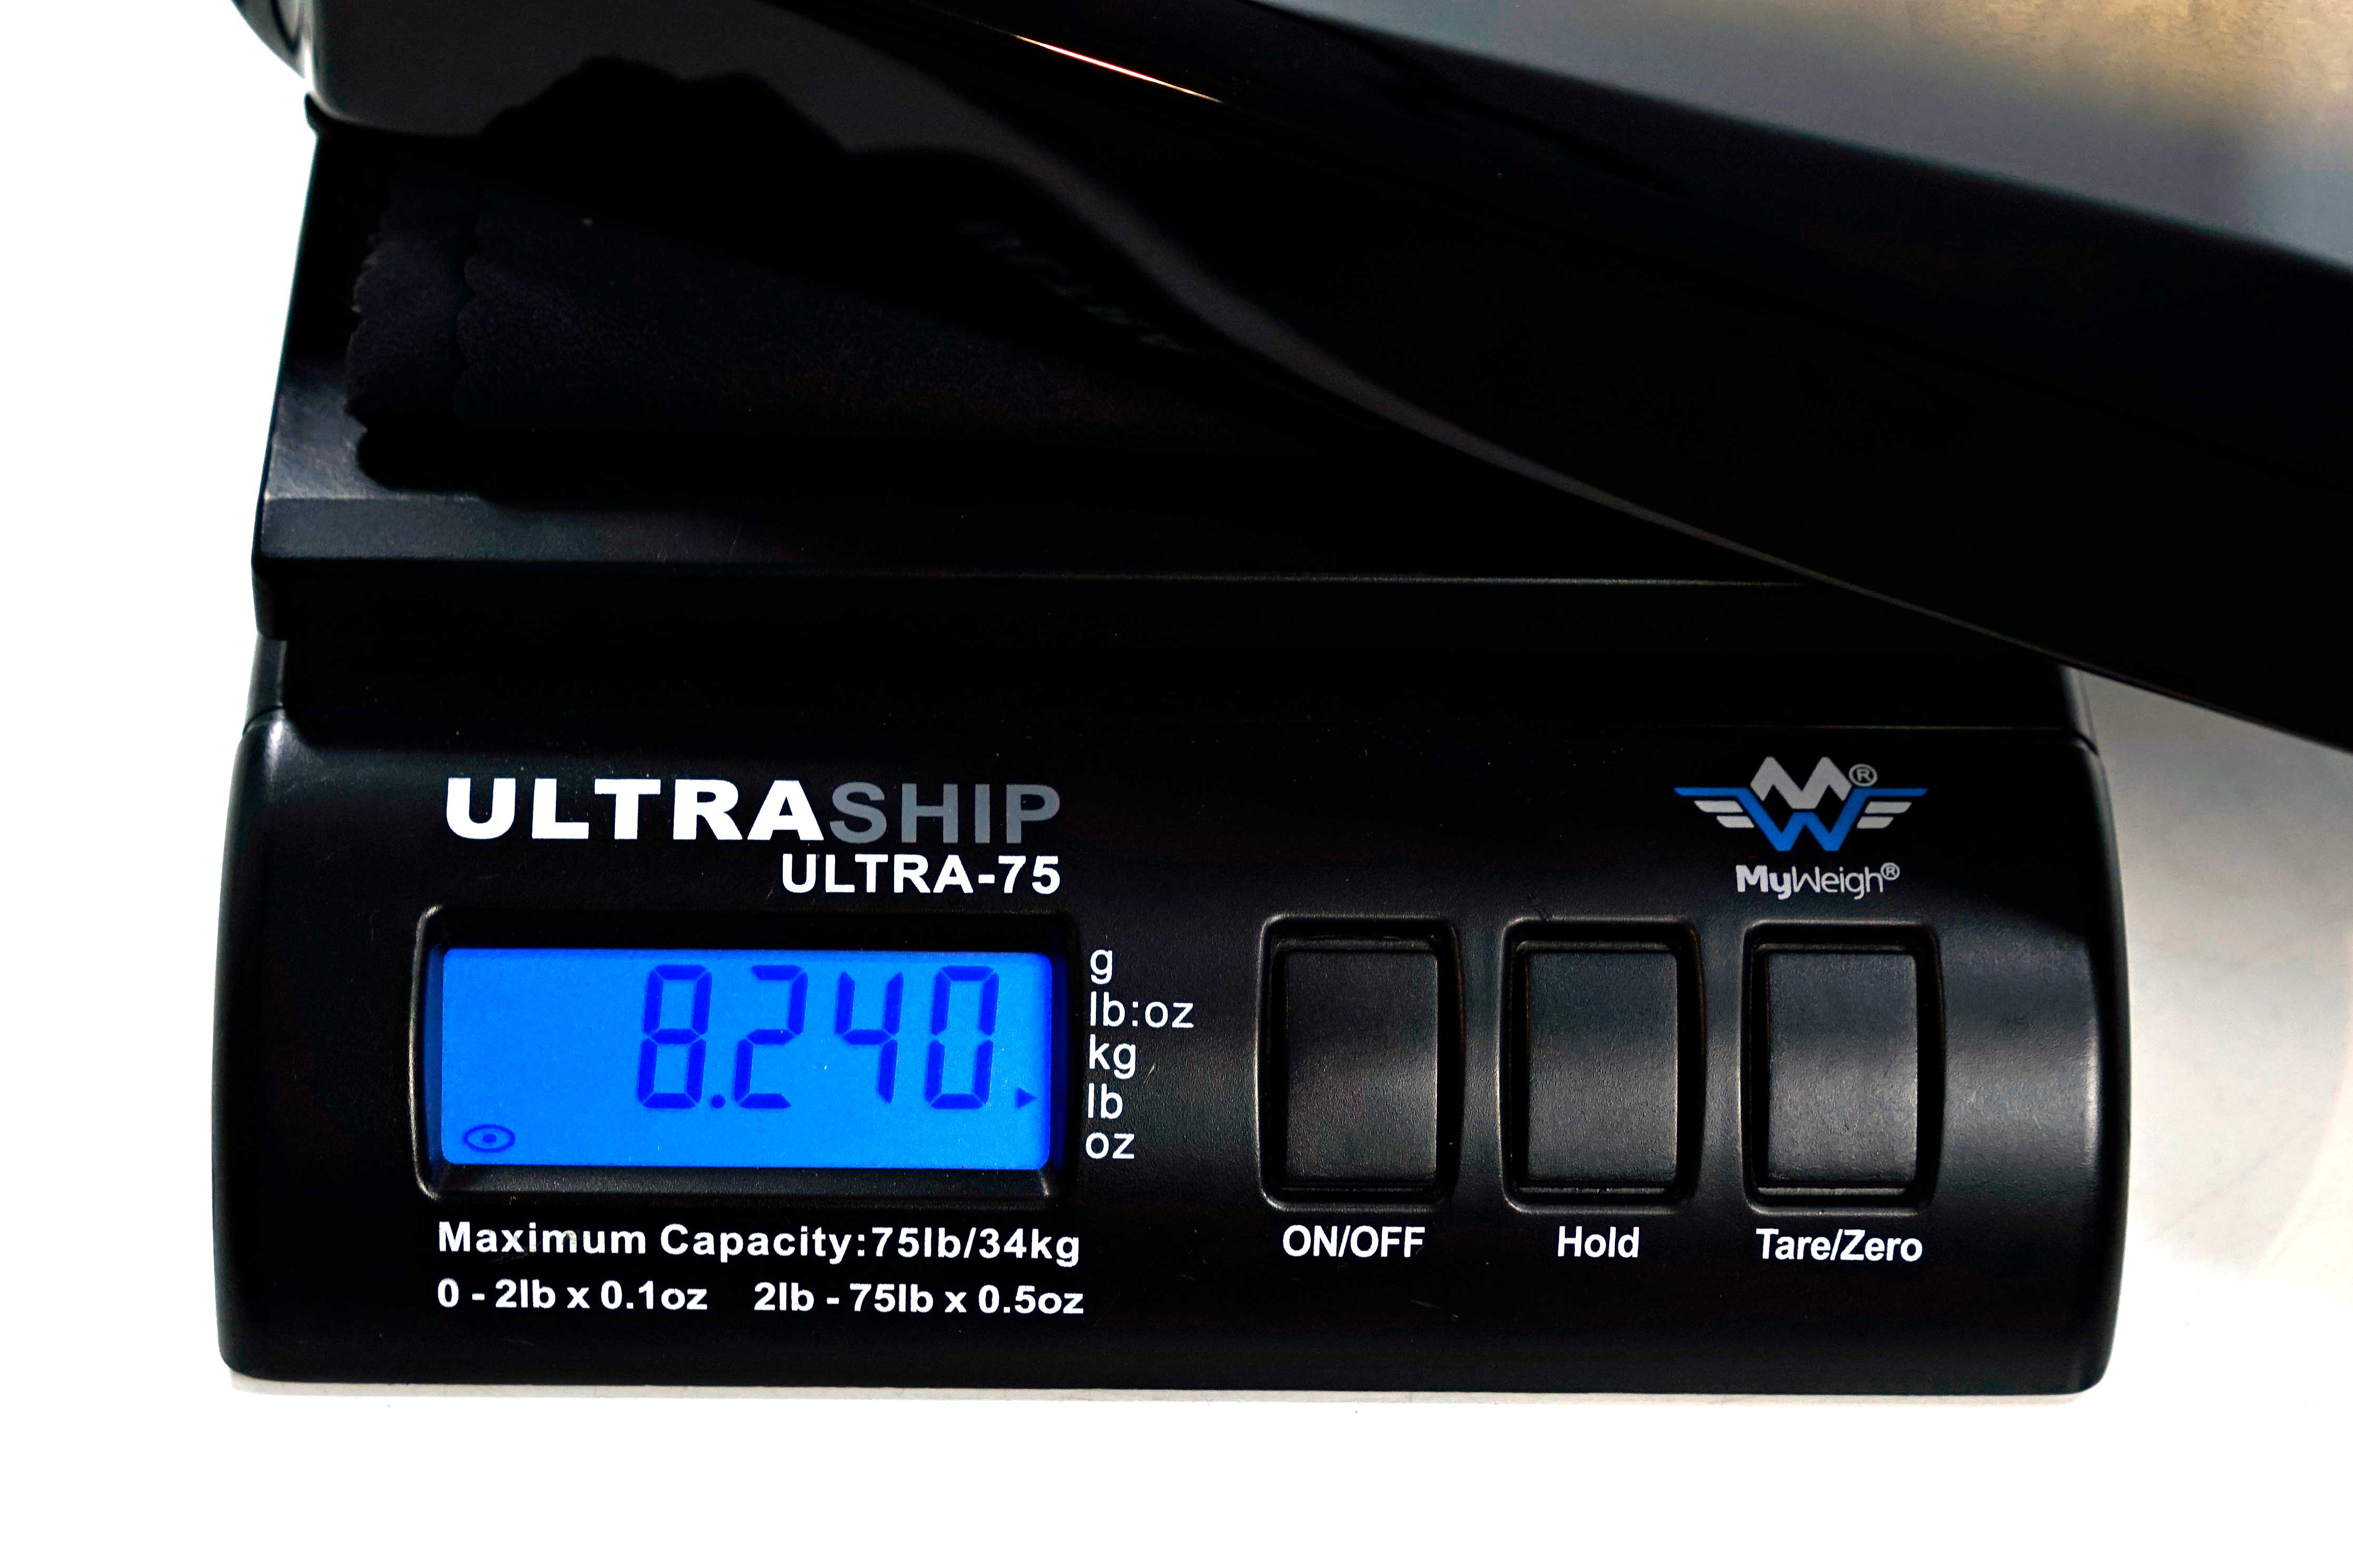 ULTRASHIP
ULTRA-75
MW®
MyWeigh®
8.240
g
lb:oz
kg
lb
oz
ON/OFF
Hold
Tare/Zero
Maximum Capacity:75lb/34kg
0 - 2lb x 0.1oz 2lb - 75lb x 0.5oz